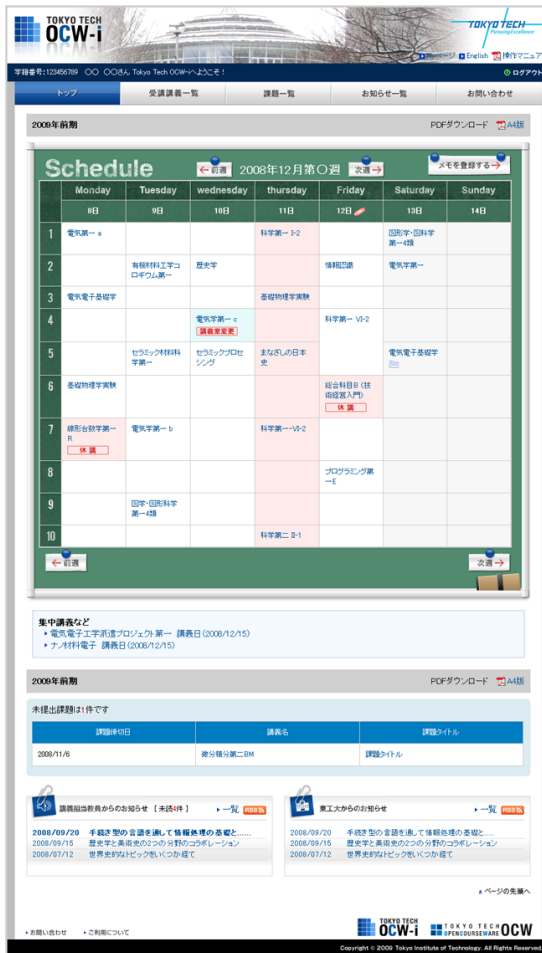 TOKYO TECH
OCW-i
TOKYO TECH
Pursuing Excellence
ページ English 操作マニュア
学籍番号:123456789 〇〇 〇〇さん Tokyo Tech OCW-iへようこそ!
ログアウト
トップ 受講講義一覧 課題一覧 お知らせ一覧 お問い合わせ
2009年前期 PDFダウンロード A4版
Schedule
←前週 2008年12月第〇週 次週→
メモを登録する→
Monday Tuesday wednesday thursday Friday Saturday Sunday
8日 9日 10日 11日 12日 13日 14日
1 電気第一 a 科学第一 I-2 図形学・図科学第一4類
2 有機材料工学コロキウム第一 歴史学 情報認識 電気学第一
3 電気電子基礎学 基礎物理学実験
4 電気学第一 c 講義室変更 科学第一 VI-2
5 セラミック材料科学第一 セラミックプロセシング まなざしの日本史 電気電子基礎学
6 基礎物理学実験 総合科目B(技術経営入門) 休講
7 線形台数学第一R 休講 電気学第一 b 科学第一-VI-2
8 プログラミング第一E
9 図学・図形科学第一4類
10 科学第二 II-1
←前週 次週→
集中講義など
電気電子工学派遣プロジェクト第一 講義日(2008/12/15)
ナノ材料電子 講義日(2008/12/15)
2009年前期 PDFダウンロード A4版
未提出課題は1件です
課題締切日 講義名 課題タイトル
2008/11/6 微分積分第二BM 課題タイトル
講義担当教員からのお知らせ [未読4件] 一覧 RSS
2008/09/20 手続き型の言語を通して情報処理の基礎と……
2008/09/15 歴史学と美術史の2つの分野のコラボレーション
2008/07/12 世界史的なトピックをいくつか経て
東工大からのお知らせ 一覧 RSS
2008/09/20 手続き型の言語を通して情報処理の基礎と……
2008/09/15 歴史学と美術史の2つの分野のコラボレーション
2008/07/12 世界史的なトピックをいくつか経て
ページの先頭へ
お問い合わせ ご利用について
TOKYO TECH
OCW-i
TOKYO TECH
OPENCOURSEWARE OCW
Copyright © 2009 Tokyo Institute of Technology. All Rights Reserved.